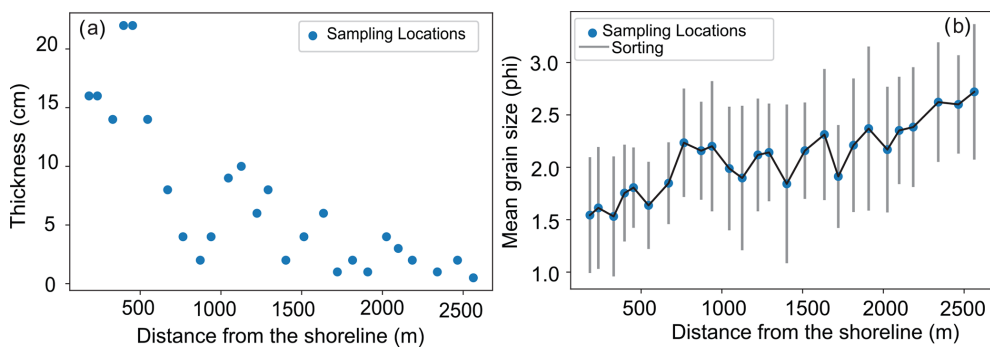 (a)
Sampling Locations
Thickness (cm)
20
15
10
5
0
500
1000
1500
2000
2500
Distance from the shoreline (m)
(b)
Sampling Locations
Sorting
Mean grain size (phi)
3.0
2.5
2.0
1.5
1.0
500
1000
1500
2000
2500
Distance from the shoreline (m)